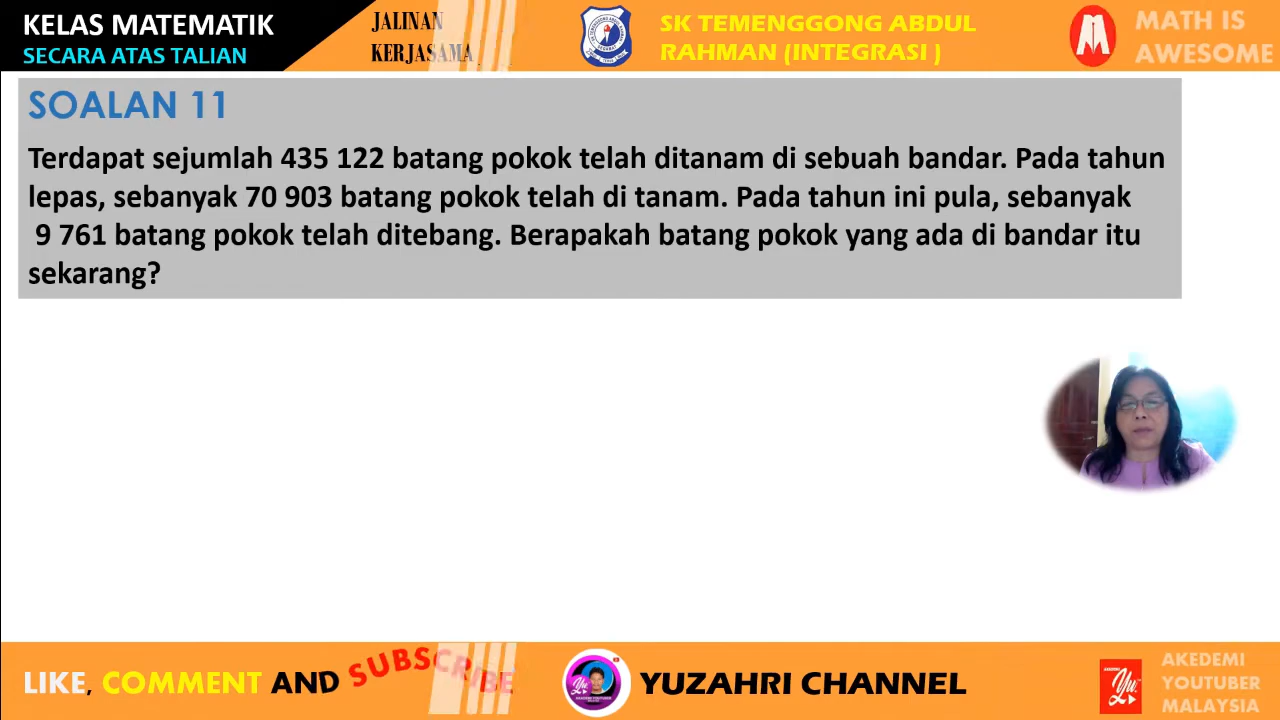 KELAS MATEMATIK
SECARA ATAS TALIAN
JALINAN
KERJASAMA
SK TEMENGGONG ABDUL
RAHMAN (INTEGRASI )
MATH IS
AWESOME
SOALAN 11
Terdapat sejumlah 435 122 batang pokok telah ditanam di sebuah bandar. Pada tahun
lepas, sebanyak 70 903 batang pokok telah di tanam. Pada tahun ini pula, sebanyak
9 761 batang pokok telah ditebang. Berapakah batang pokok yang ada di bandar itu
sekarang?
LIKE, COMMENT AND SUBSCRIBE
YUZAHRI CHANNEL
AKEDEMI
YOUTUBER
MALAYSIA